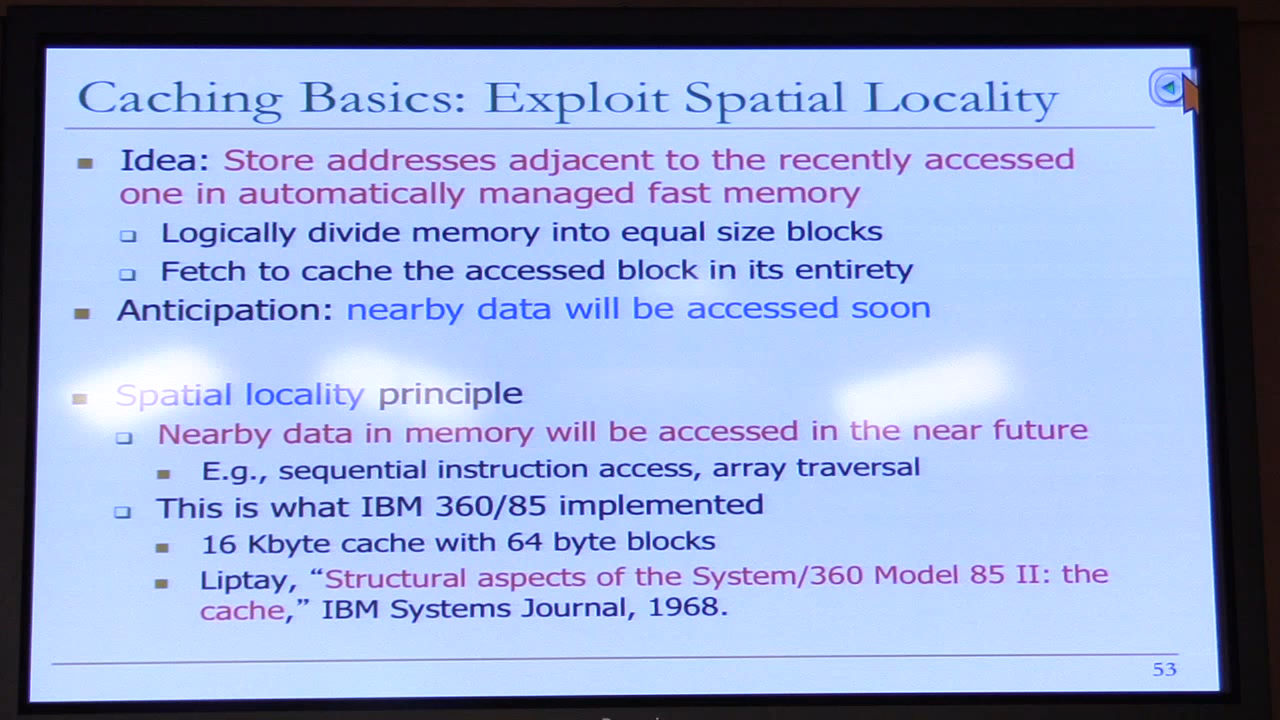 Caching Basics: Exploit Spatial Locality
Idea: Store addresses adjacent to the recently accessed
one in automatically managed fast memory
Logically divide memory into equal size blocks
Fetch to cache the accessed block in its entirety
Anticipation: nearby data will be accessed soon
Spatial locality principle
Nearby data in memory will be accessed in the near future
E.g., sequential instruction access, array traversal
This is what IBM 360/85 implemented
16 Kbyte cache with 64 byte blocks
Liptay, “Structural aspects of the System/360 Model 85 II: the
cache,” IBM Systems Journal, 1968.
53